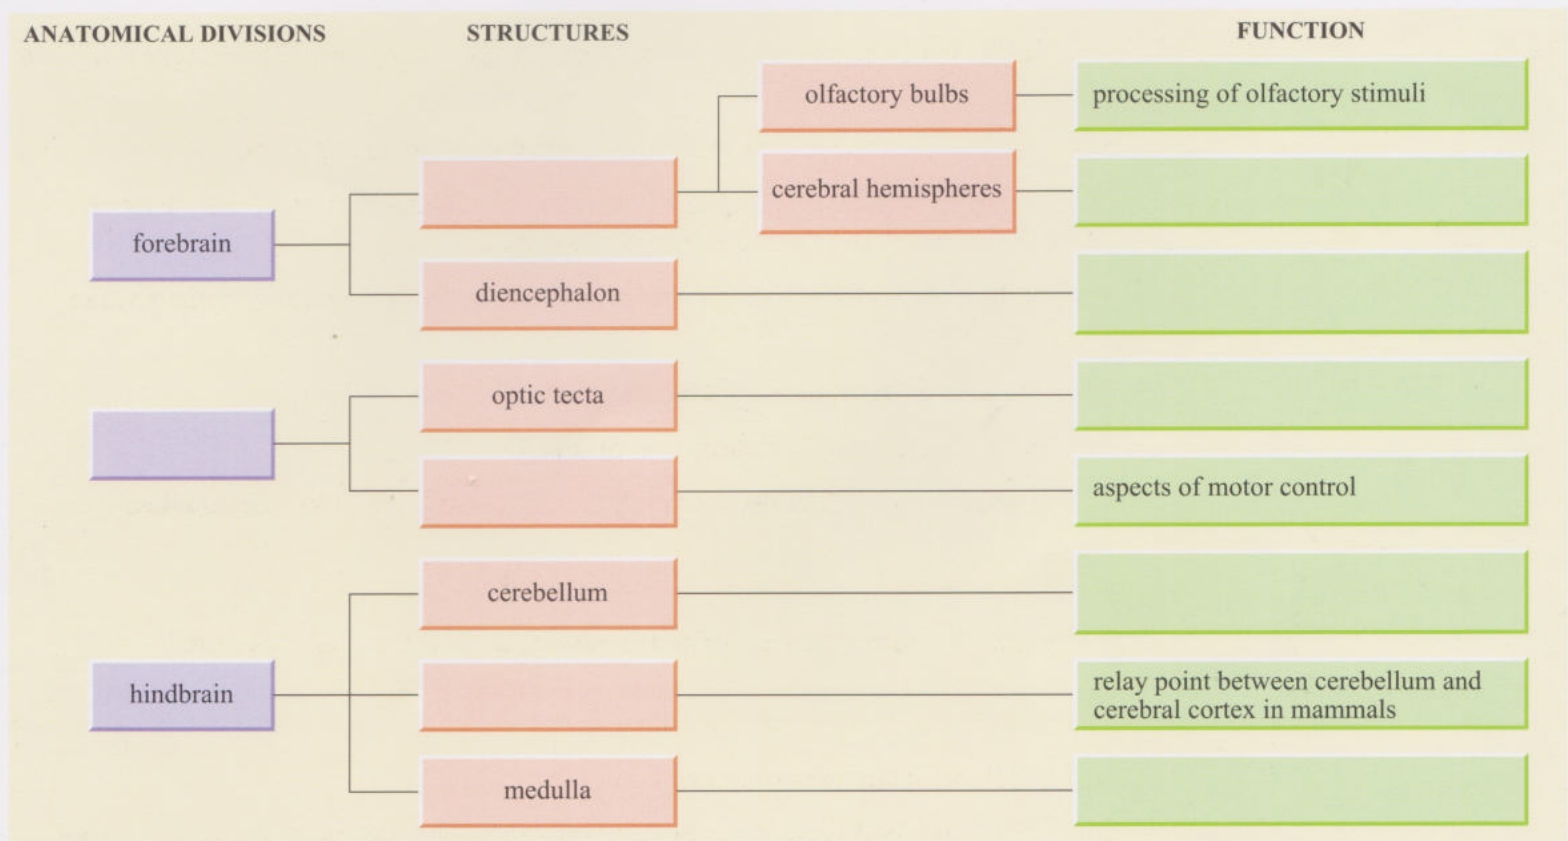 ANATOMICAL DIVISIONS
STRUCTURES
FUNCTION
olfactory bulbs
processing of olfactory stimuli
cerebral hemispheres
forebrain
diencephalon
optic tecta
aspects of motor control
cerebellum
hindbrain
relay point between cerebellum and
cerebral cortex in mammals
medulla